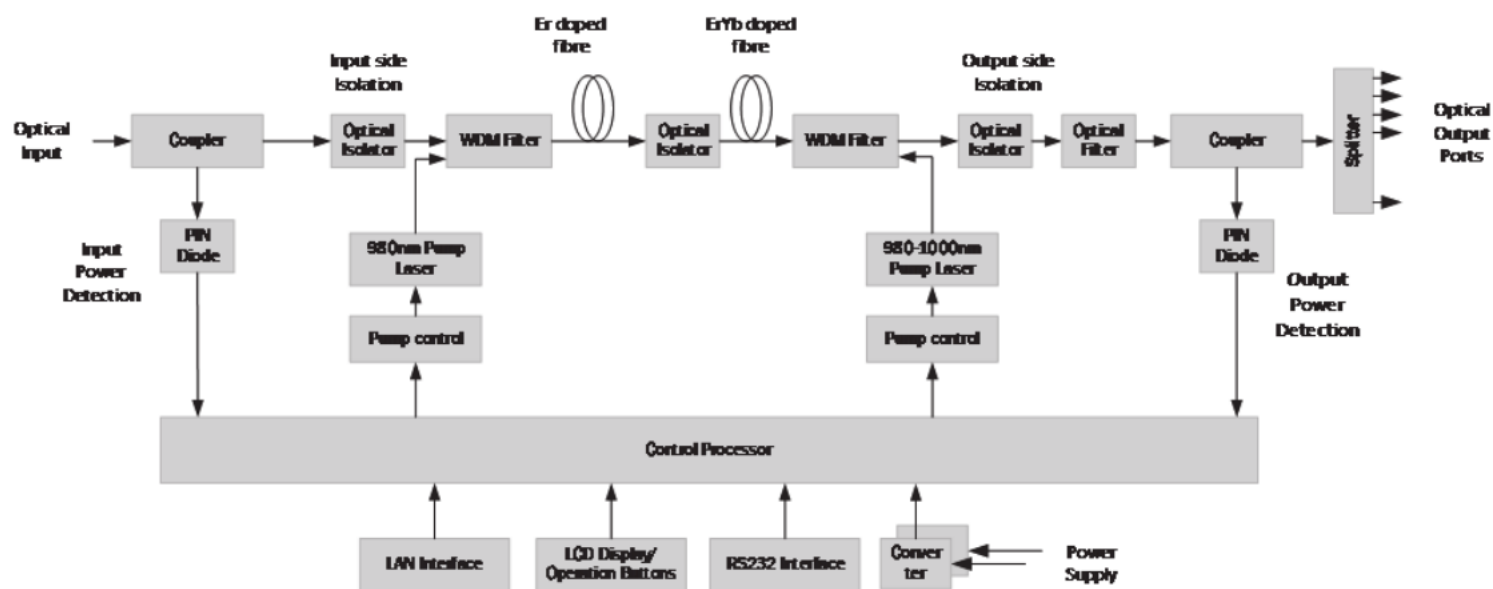 Er doped
fibre
ErYb doped
fibre
Input side
Isolation
Output side
Isolation
Optical
Input
Coupler
Optical
Isolator
WDM Filter
Optical
Isolator
WDM Filter
Optical
Isolator
Optical
Filter
Coupler
Splitter
Optical
Output
Ports
PIN
Diode
Input
Power
Detection
980nm Pump
Laser
980-1000nm
Pump Laser
PIN
Diode
Output
Power
Detection
Pump control
Pump control
Control Processor
LAN Interface
LCD Display/
Operation Buttons
RS232 Interface
Conver
ter
Power
Supply